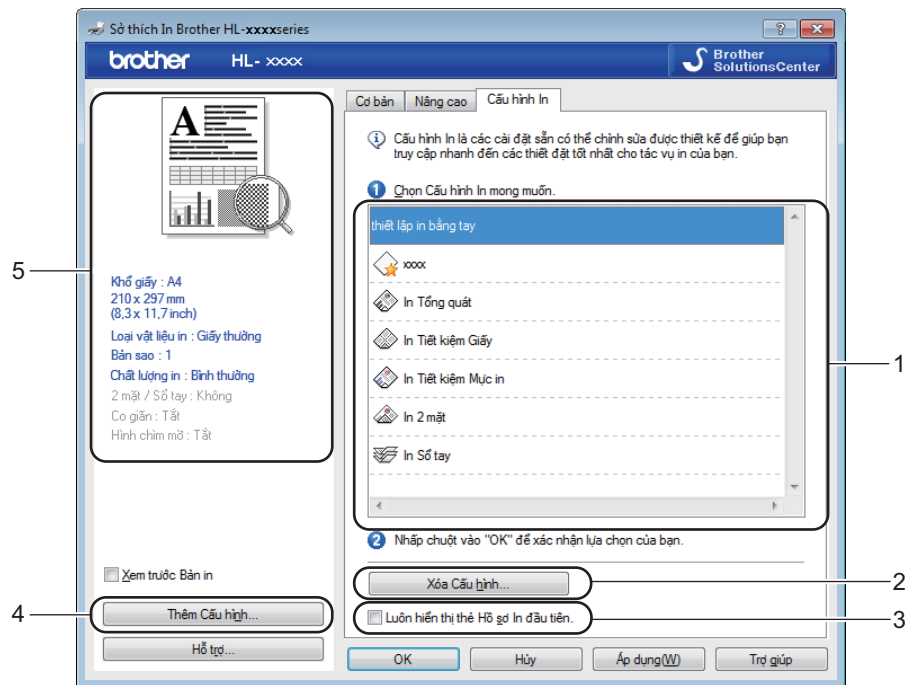 Sở thích In Brother HL-xxxxseries
brother HL- xxxx
Brother
SolutionsCenter
Cơ bản Nâng cao Cấu hình In
Cấu hình In là các cài đặt sẵn có thể chỉnh sửa được thiết kế để giúp bạn
truy cập nhanh đến các thiết đặt tốt nhất cho tác vụ in của bạn.
1 Chọn Cấu hình In mong muốn.
thiết lập in bằng tay
xxxx
In Tổng quát
In Tiết kiệm Giấy
In Tiết kiệm Mực in
In 2 mặt
In Sổ tay
1
2 Nhấp chuột vào "OK" để xác nhận lựa chọn của bạn.
Xóa Cấu hình...
2
Luôn hiển thị thẻ Hồ sơ In đầu tiên.
3
A
5
Khổ giấy : A4
210 x 297 mm
(8,3 x 11,7 inch)
Loại vật liệu in : Giấy thường
Bản sao : 1
Chất lượng in : Bình thường
2 mặt / Sổ tay : Không
Co giãn : Tắt
Hình chìm mờ : Tắt
Xem trước Bản in
4
Thêm Cấu hình...
Hỗ trợ...
OK Hủy Áp dụng(W) Trợ giúp